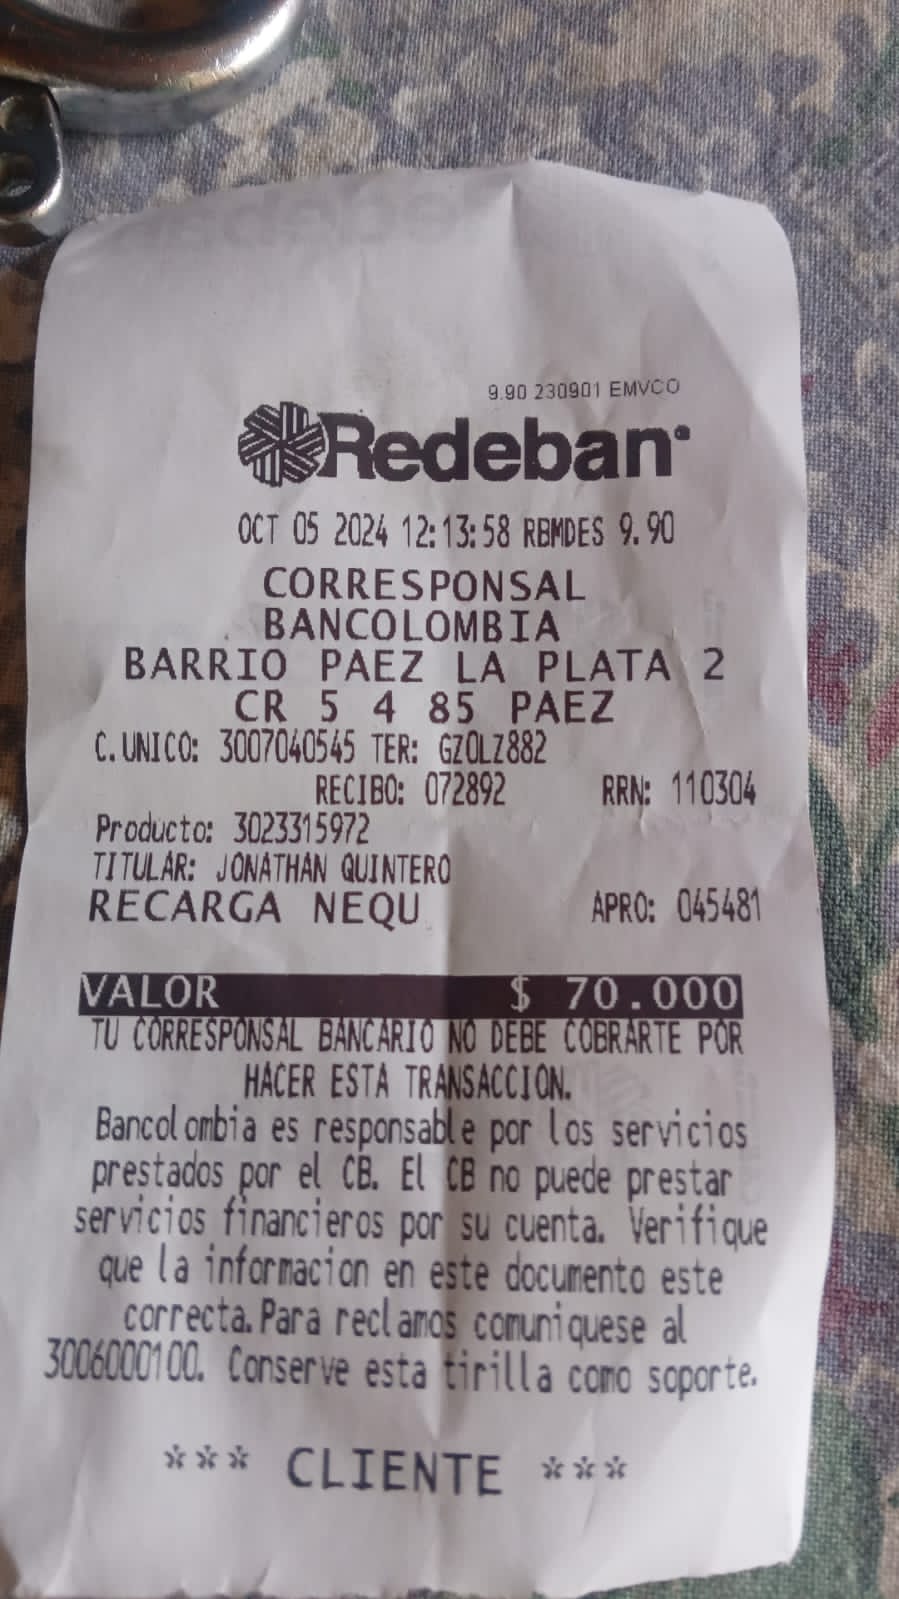 9.90 230901 EMVCO
Redeban
OCT 05 2024 12:13:58 RBMDES 9.90
CORRESPONSAL
BANCOLOMBIA
BARRIO PAEZ LA PLATA 2
CR 5 4 85 PAEZ
C. UNICO: 3007040545 TER: GZOLZ882
RECIBO: 072892 RRN: 110304
Producto: 3023315972
TITULAR: JONATHAN QUINTERO
RECARGA NEQU APRO: 045481
VALOR $ 70.000
TU CORRESPONSAL BANCARIO NO DEBE COBRARTE POR
HACER ESTA TRANSACCION.
Bancolombia es responsable por los servicios
prestados por el CB. El CB no puede prestar
servicios financieros por su cuenta. Verifique
que la informacion en este documento este
correcta. Para reclamos comuniquese al
3006000100. Conserve esta tirilla como soporte.
*** CLIENTE ***